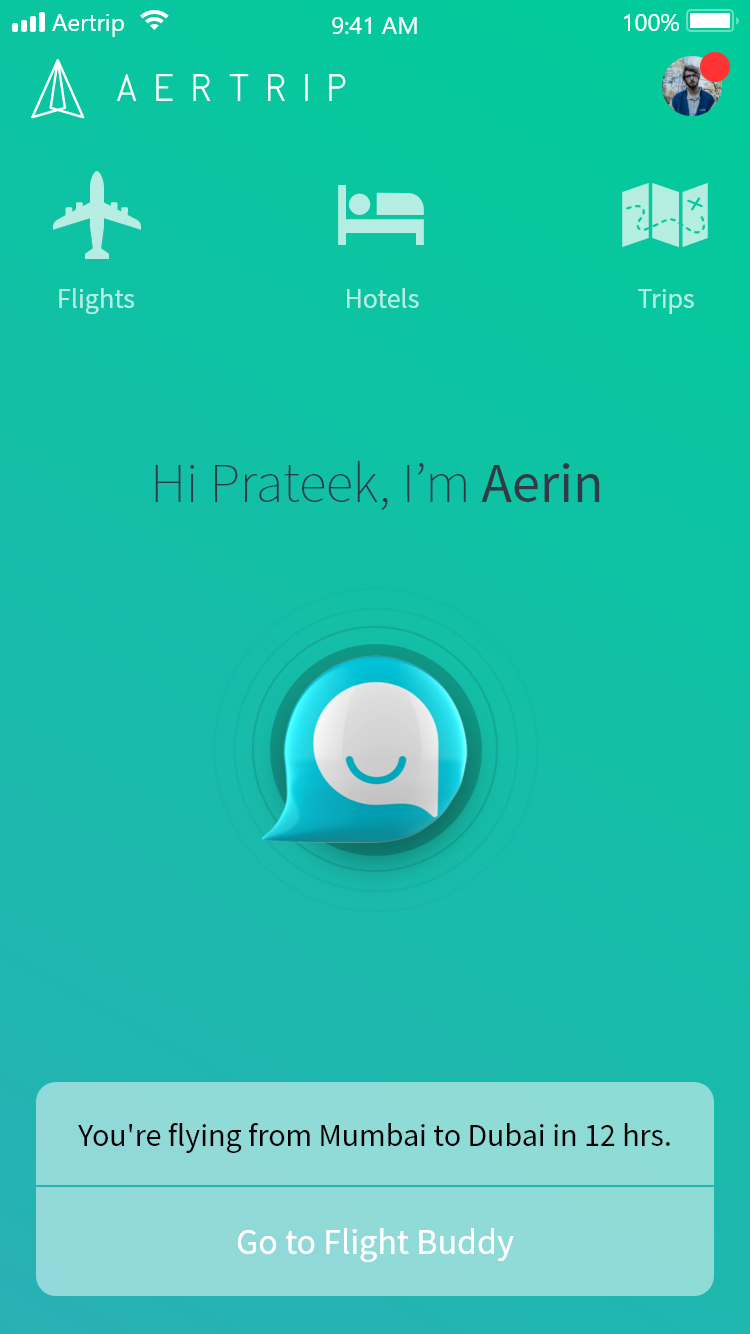 Aertrip 9:41 AM 100%
AERTRIP
Flights Hotels Trips
Hi Prateek, I’m Aerin
You're flying from Mumbai to Dubai in 12 hrs.
Go to Flight Buddy